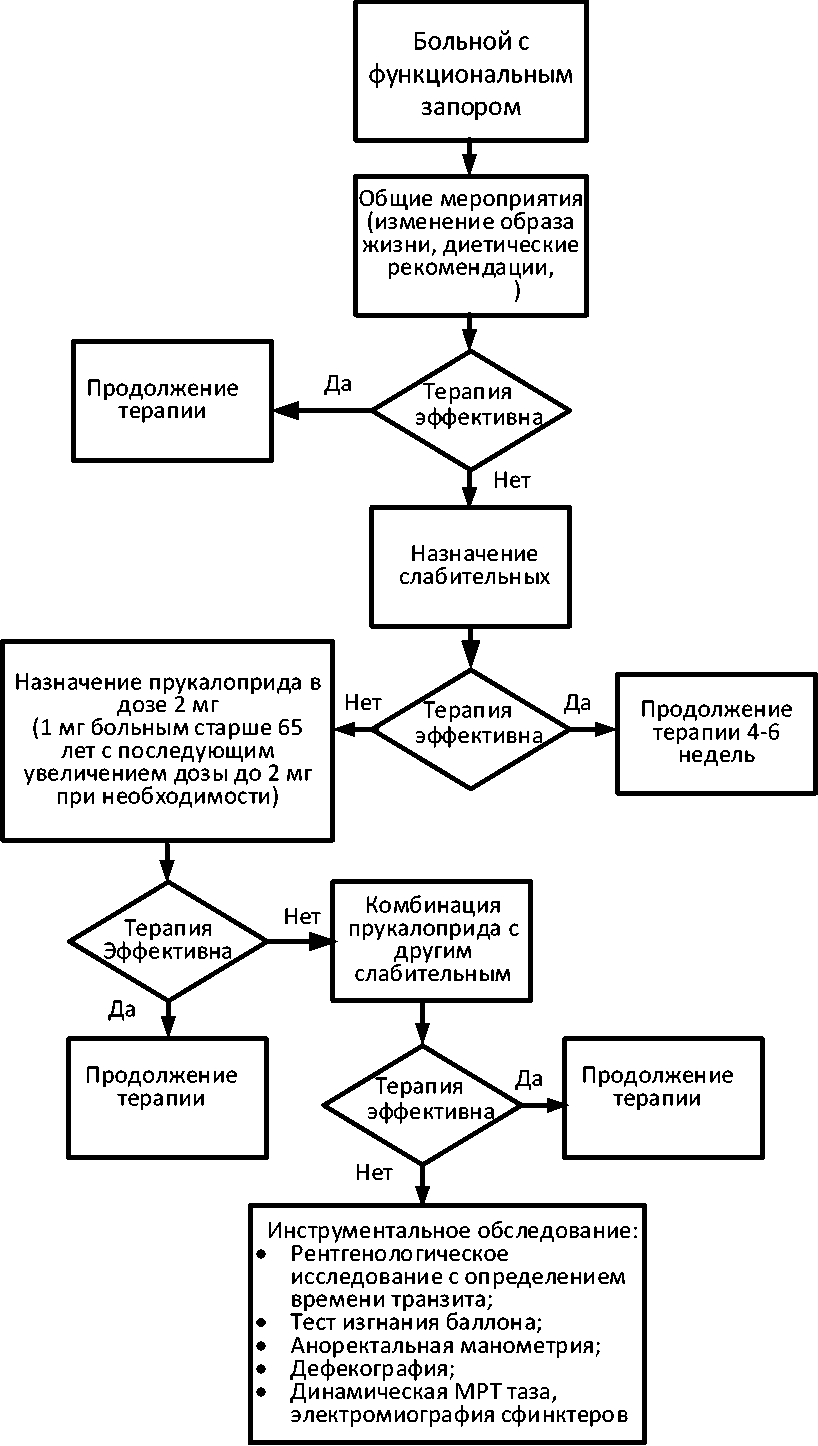 Больной с
функциональным
запором
Общие мероприятия
(изменение образа
жизни, диетические
рекомендации,
)
Да
Терапия
эффективна
Продолжение
терапии
Нет
Назначение
слабительных
Назначение прукалоприда в
дозе 2 мг
(1 мг больным старше 65
лет с последующим
увеличением дозы до 2 мг
при необходимости)
Нет
Терапия
эффективна
Да
Продолжение
терапии 4-6
недель
Терапия
Эффективна
Нет
Комбинация
прукалоприда с
другим
слабительным
Да
Продолжение
терапии
Терапия
эффективна
Да
Продолжение
терапии
Нет
Инструментальное обследование:
• Рентгенологическое
исследование с определением
времени транзита;
• Тест изгнания баллона;
• Аноректальная манометрия;
• Дефекография;
• Динамическая МРТ таза,
электромиография сфинктеров